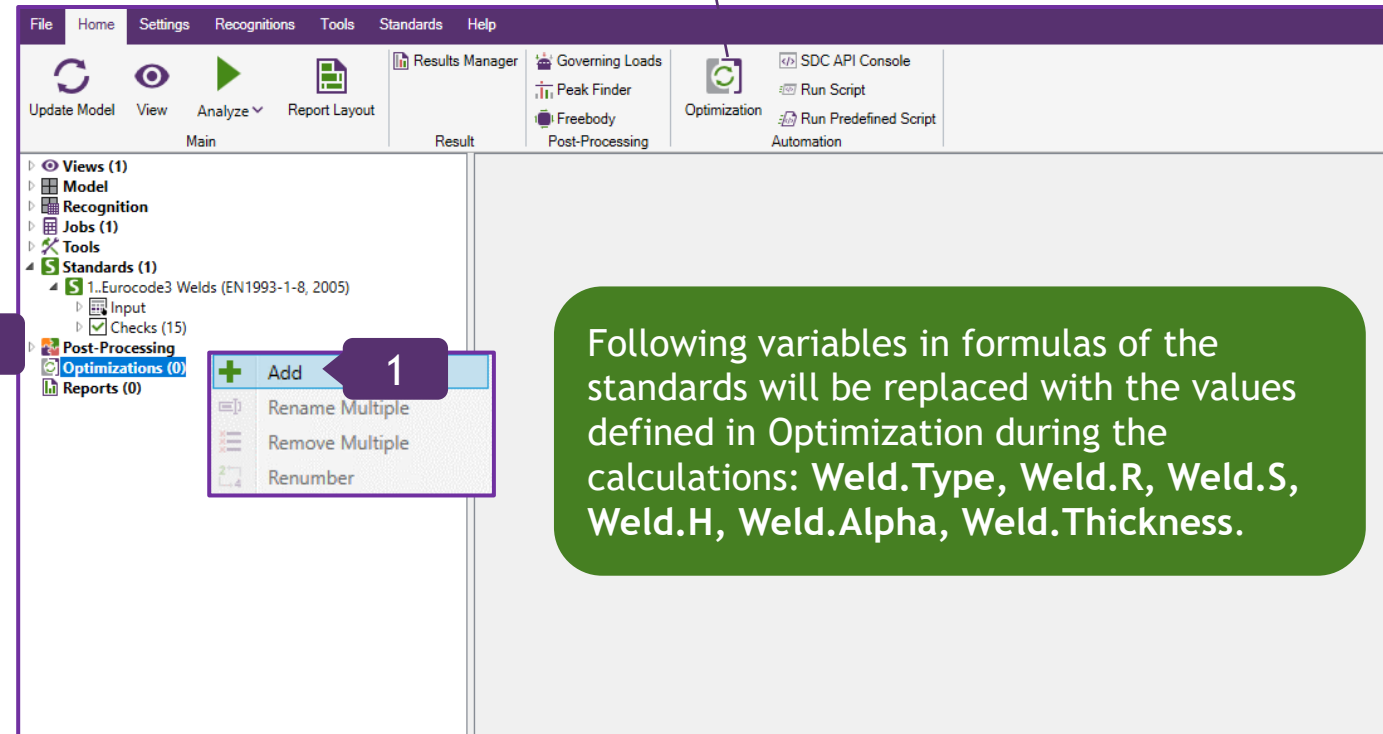 File Home Settings Recognitions Tools Standards Help
Update Model View Analyze Report Layout
Main
Results Manager
Result
Governing Loads
Peak Finder
Freebody
Post-Processing
Optimization
SDC API Console
Run Script
Run Predefined Script
Automation
Views (1)
Model
Recognition
Jobs (1)
Tools
Standards (1)
1..Eurocode3 Welds (EN1993-1-8, 2005)
Input
Checks (15)
Post-Processing
Optimizations (0)
Reports (0)
Add
1
Rename Multiple
Remove Multiple
Renumber
Following variables in formulas of the
standards will be replaced with the values
defined in Optimization during the
calculations: Weld.Type, Weld.R, Weld.S,
Weld.H, Weld.Alpha, Weld.Thickness.